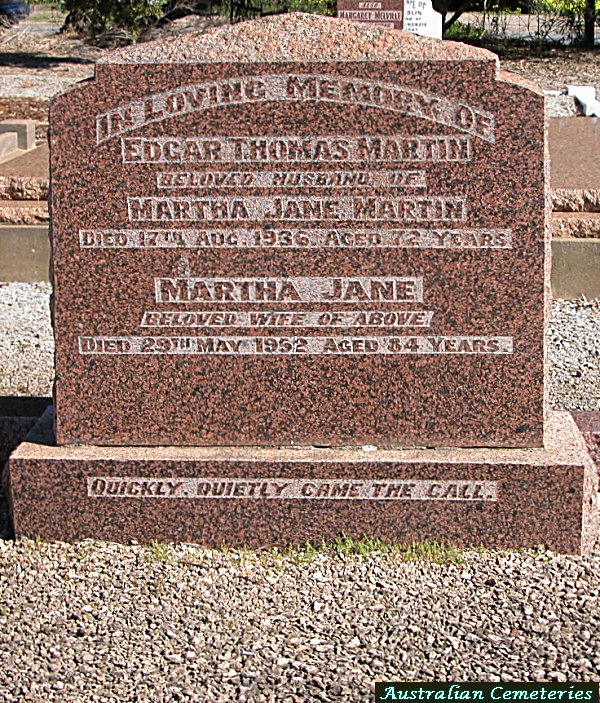 ALSO
MARGARET MELVILLE
IN LOVING MEMORY OF
EDGAR THOMAS MARTIN
BELOVED HUSBAND OF
MARTHA JANE MARTIN
DIED 17TH AUG. 1936. AGED 72 YEARS
MARTHA JANE
BELOVED WIFE OF ABOVE
DIED 29TH MAY 1952 AGED 84 YEARS.
QUICKLY. QUIETLY CAME THE CALL.
Australian Cemeteries